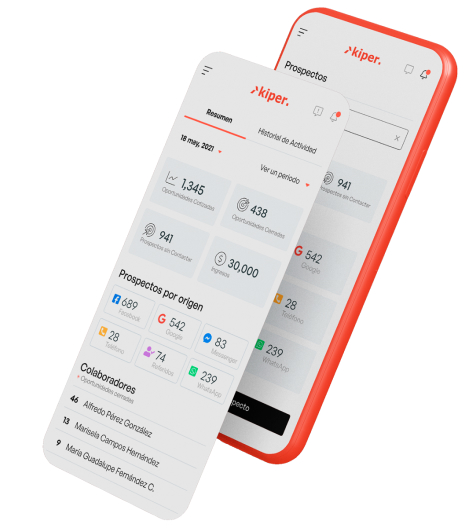 kiper.
Resumen
Historial de Actividad
18 may, 2021
Ver un periodo
1,345
Oportunidades Cotizadas
438
Oportunidades Cerradas
941
Prospectos sin Contactar
30,000
Ingresos
Prospectos por origen
689
Facebook
542
Google
83
Messenger
28
Teléfono
74
Referidos
239
WhatsApp
Colaboradores
Oportunidades cerradas
46 Alfredo Pérez González
13 Marisela Campos Hernández
9 María Guadalupe Fernández C.
kiper.
Prospectos
941
Prospectos sin Contactar
542
Google
28
Teléfono
239
WhatsApp
pecto